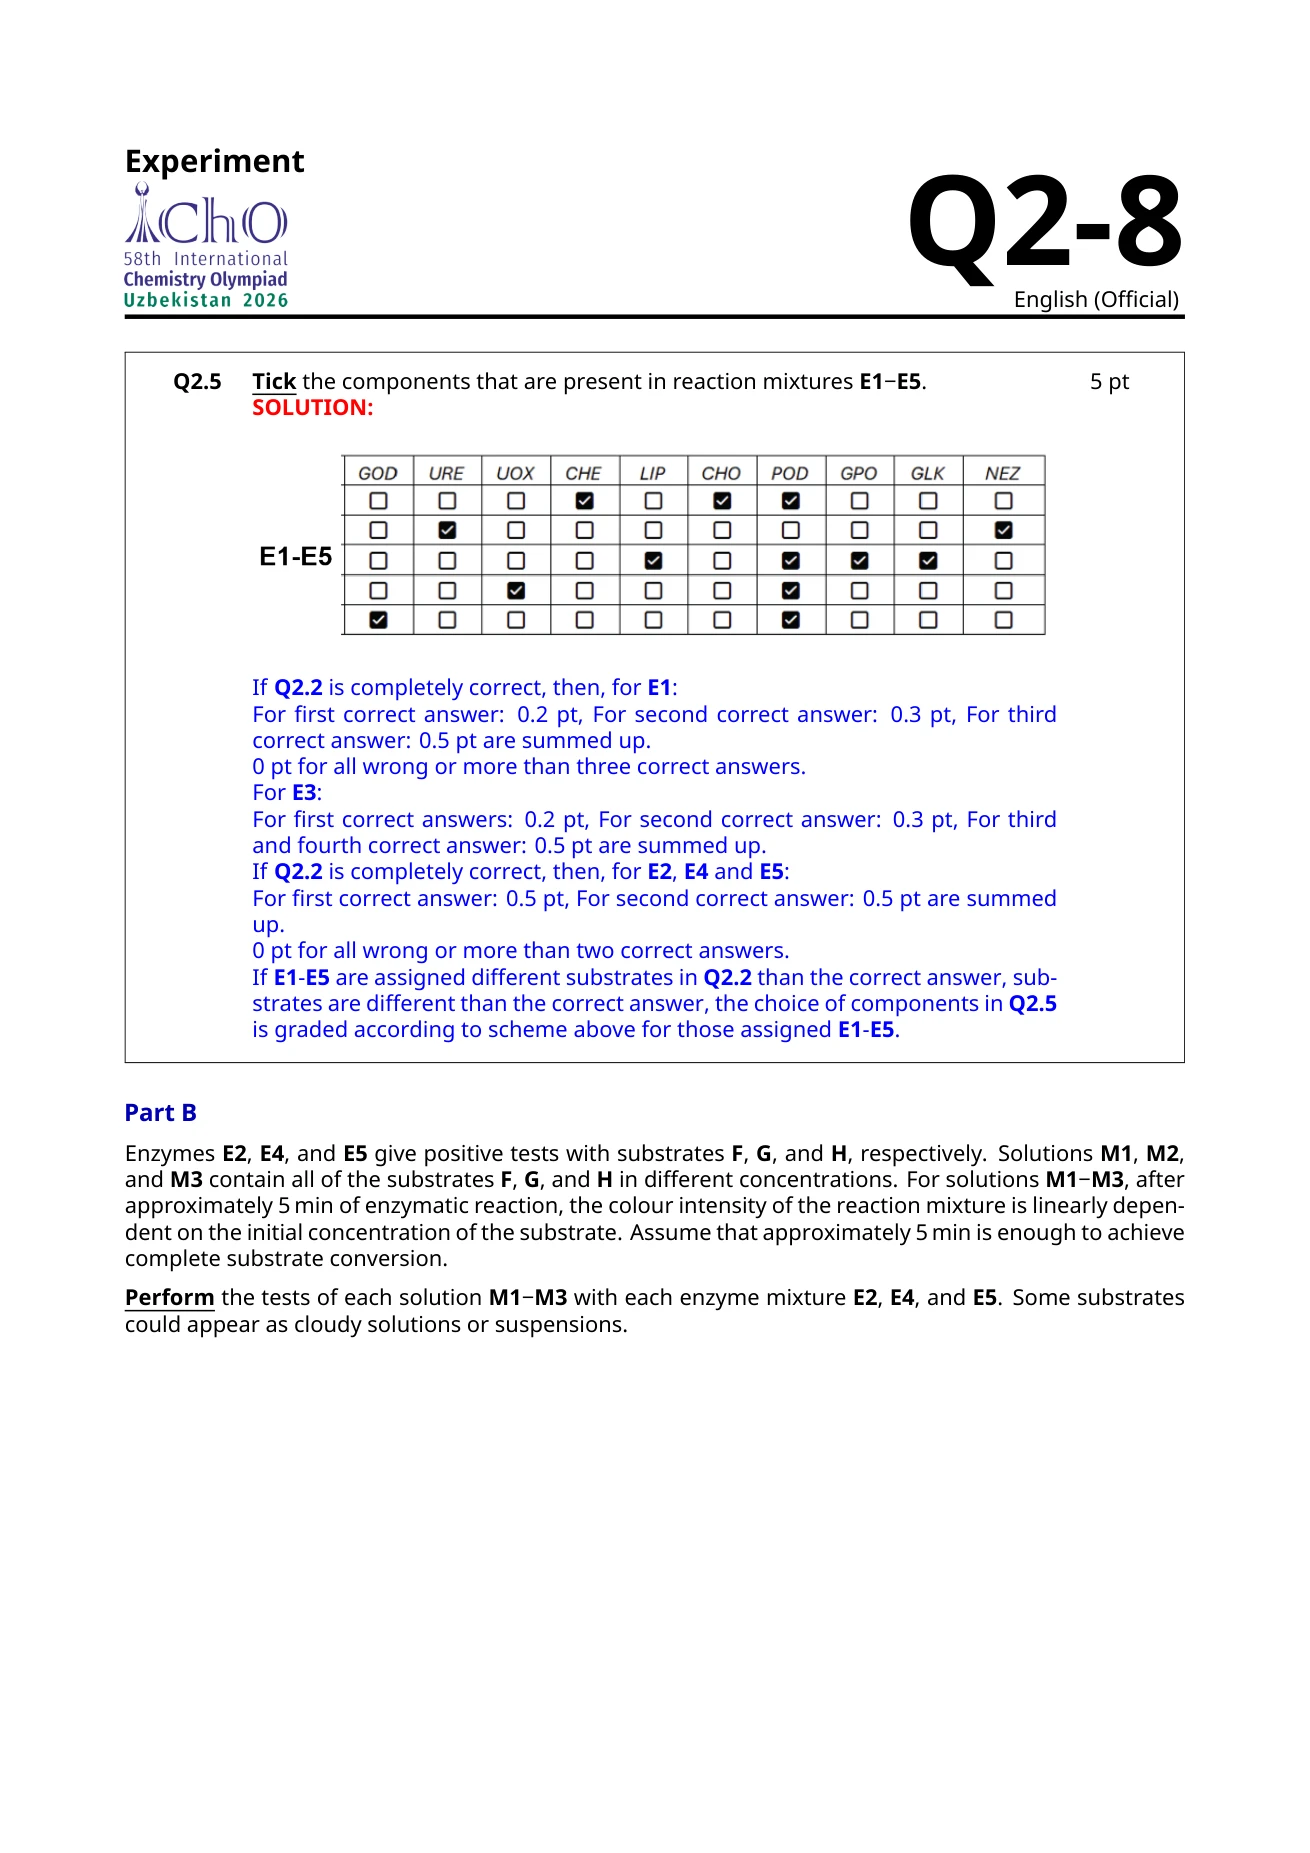 Experiment
IChO
58th International
Chemistry Olympiad
Uzbekistan 2026
Q2-8
English (Official)
Q2.5 Tick the components that are present in reaction mixtures E1–E5. 5 pt
SOLUTION:
GOD URE UOX CHE LIP CHO POD GPO GLK NEZ
E1-E5
If Q2.2 is completely correct, then, for E1:
For first correct answer: 0.2 pt, For second correct answer: 0.3 pt, For third
correct answer: 0.5 pt are summed up.
0 pt for all wrong or more than three correct answers.
For E3:
For first correct answers: 0.2 pt, For second correct answer: 0.3 pt, For third
and fourth correct answer: 0.5 pt are summed up.
If Q2.2 is completely correct, then, for E2, E4 and E5:
For first correct answer: 0.5 pt, For second correct answer: 0.5 pt are summed
up.
0 pt for all wrong or more than two correct answers.
If E1-E5 are assigned different substrates in Q2.2 than the correct answer, sub-
strates are different than the correct answer, the choice of components in Q2.5
is graded according to scheme above for those assigned E1-E5.
Part B
Enzymes E2, E4, and E5 give positive tests with substrates F, G, and H, respectively. Solutions M1, M2,
and M3 contain all of the substrates F, G, and H in different concentrations. For solutions M1–M3, after
approximately 5 min of enzymatic reaction, the colour intensity of the reaction mixture is linearly depen-
dent on the initial concentration of the substrate. Assume that approximately 5 min is enough to achieve
complete substrate conversion.
Perform the tests of each solution M1–M3 with each enzyme mixture E2, E4, and E5. Some substrates
could appear as cloudy solutions or suspensions.